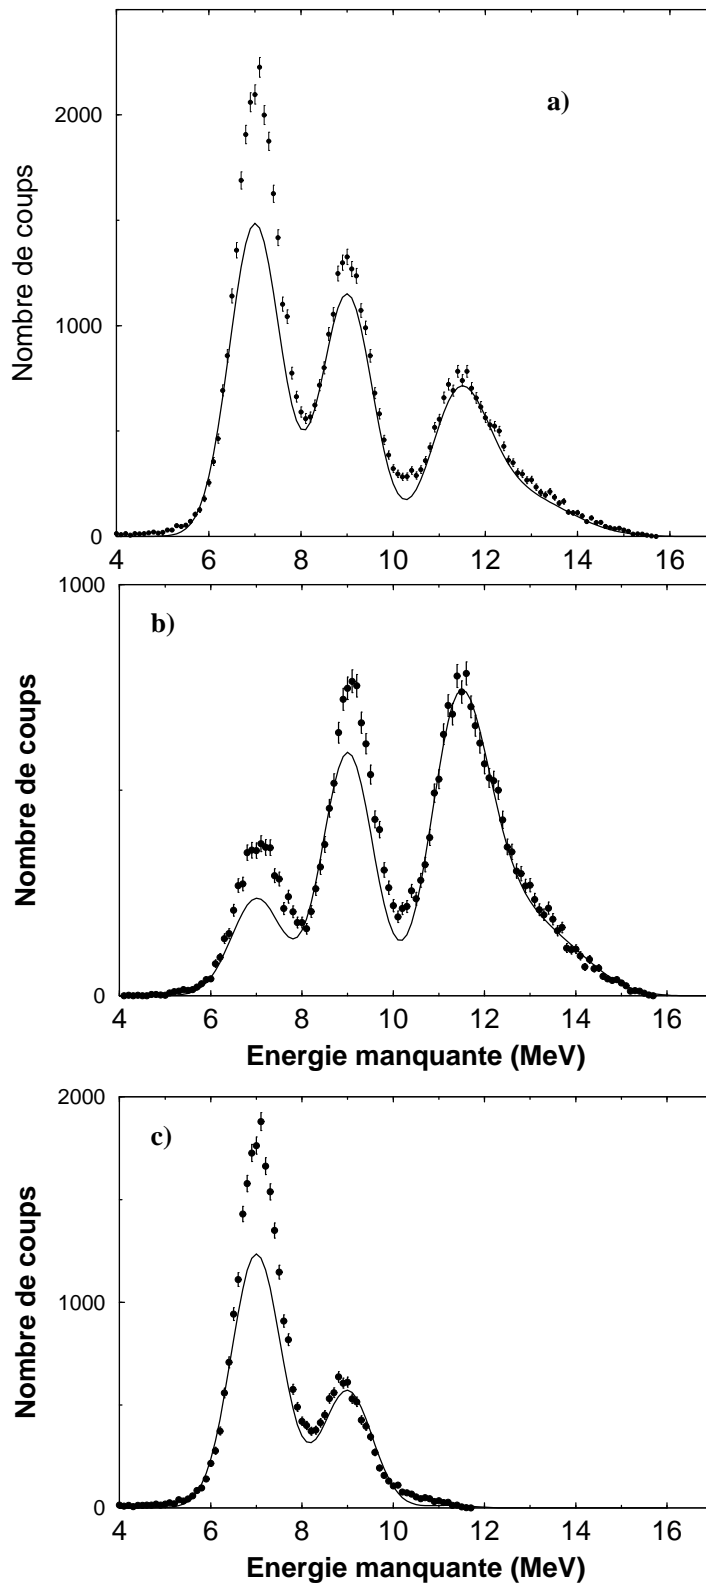 a)
2000
1000
0
Nombre de coups
4 6 8 10 12 14 16
b)
1000
0
Nombre de coups
4 6 8 10 12 14 16
Energie manquante (MeV)
c)
2000
1000
0
Nombre de coups
4 6 8 10 12 14 16
Energie manquante (MeV)